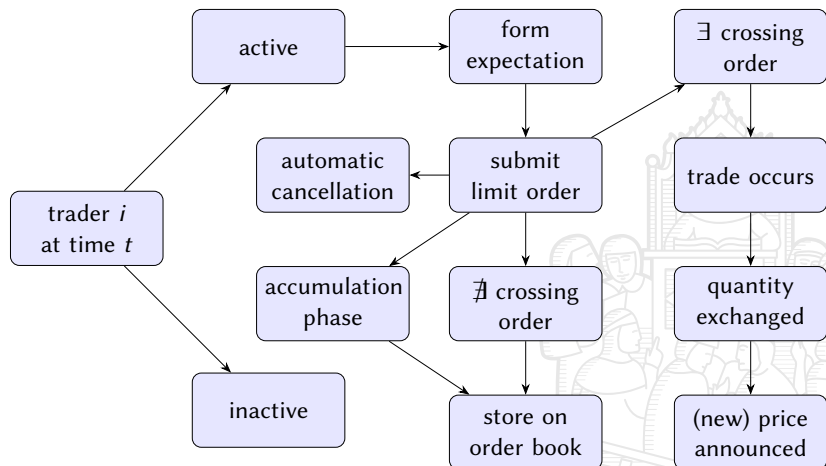 active
form
expectation
∃ crossing
order
automatic
cancellation
submit
limit order
trade occurs
trader i
at time t
accumulation
phase
∄ crossing
order
quantity
exchanged
inactive
store on
order book
(new) price
announced